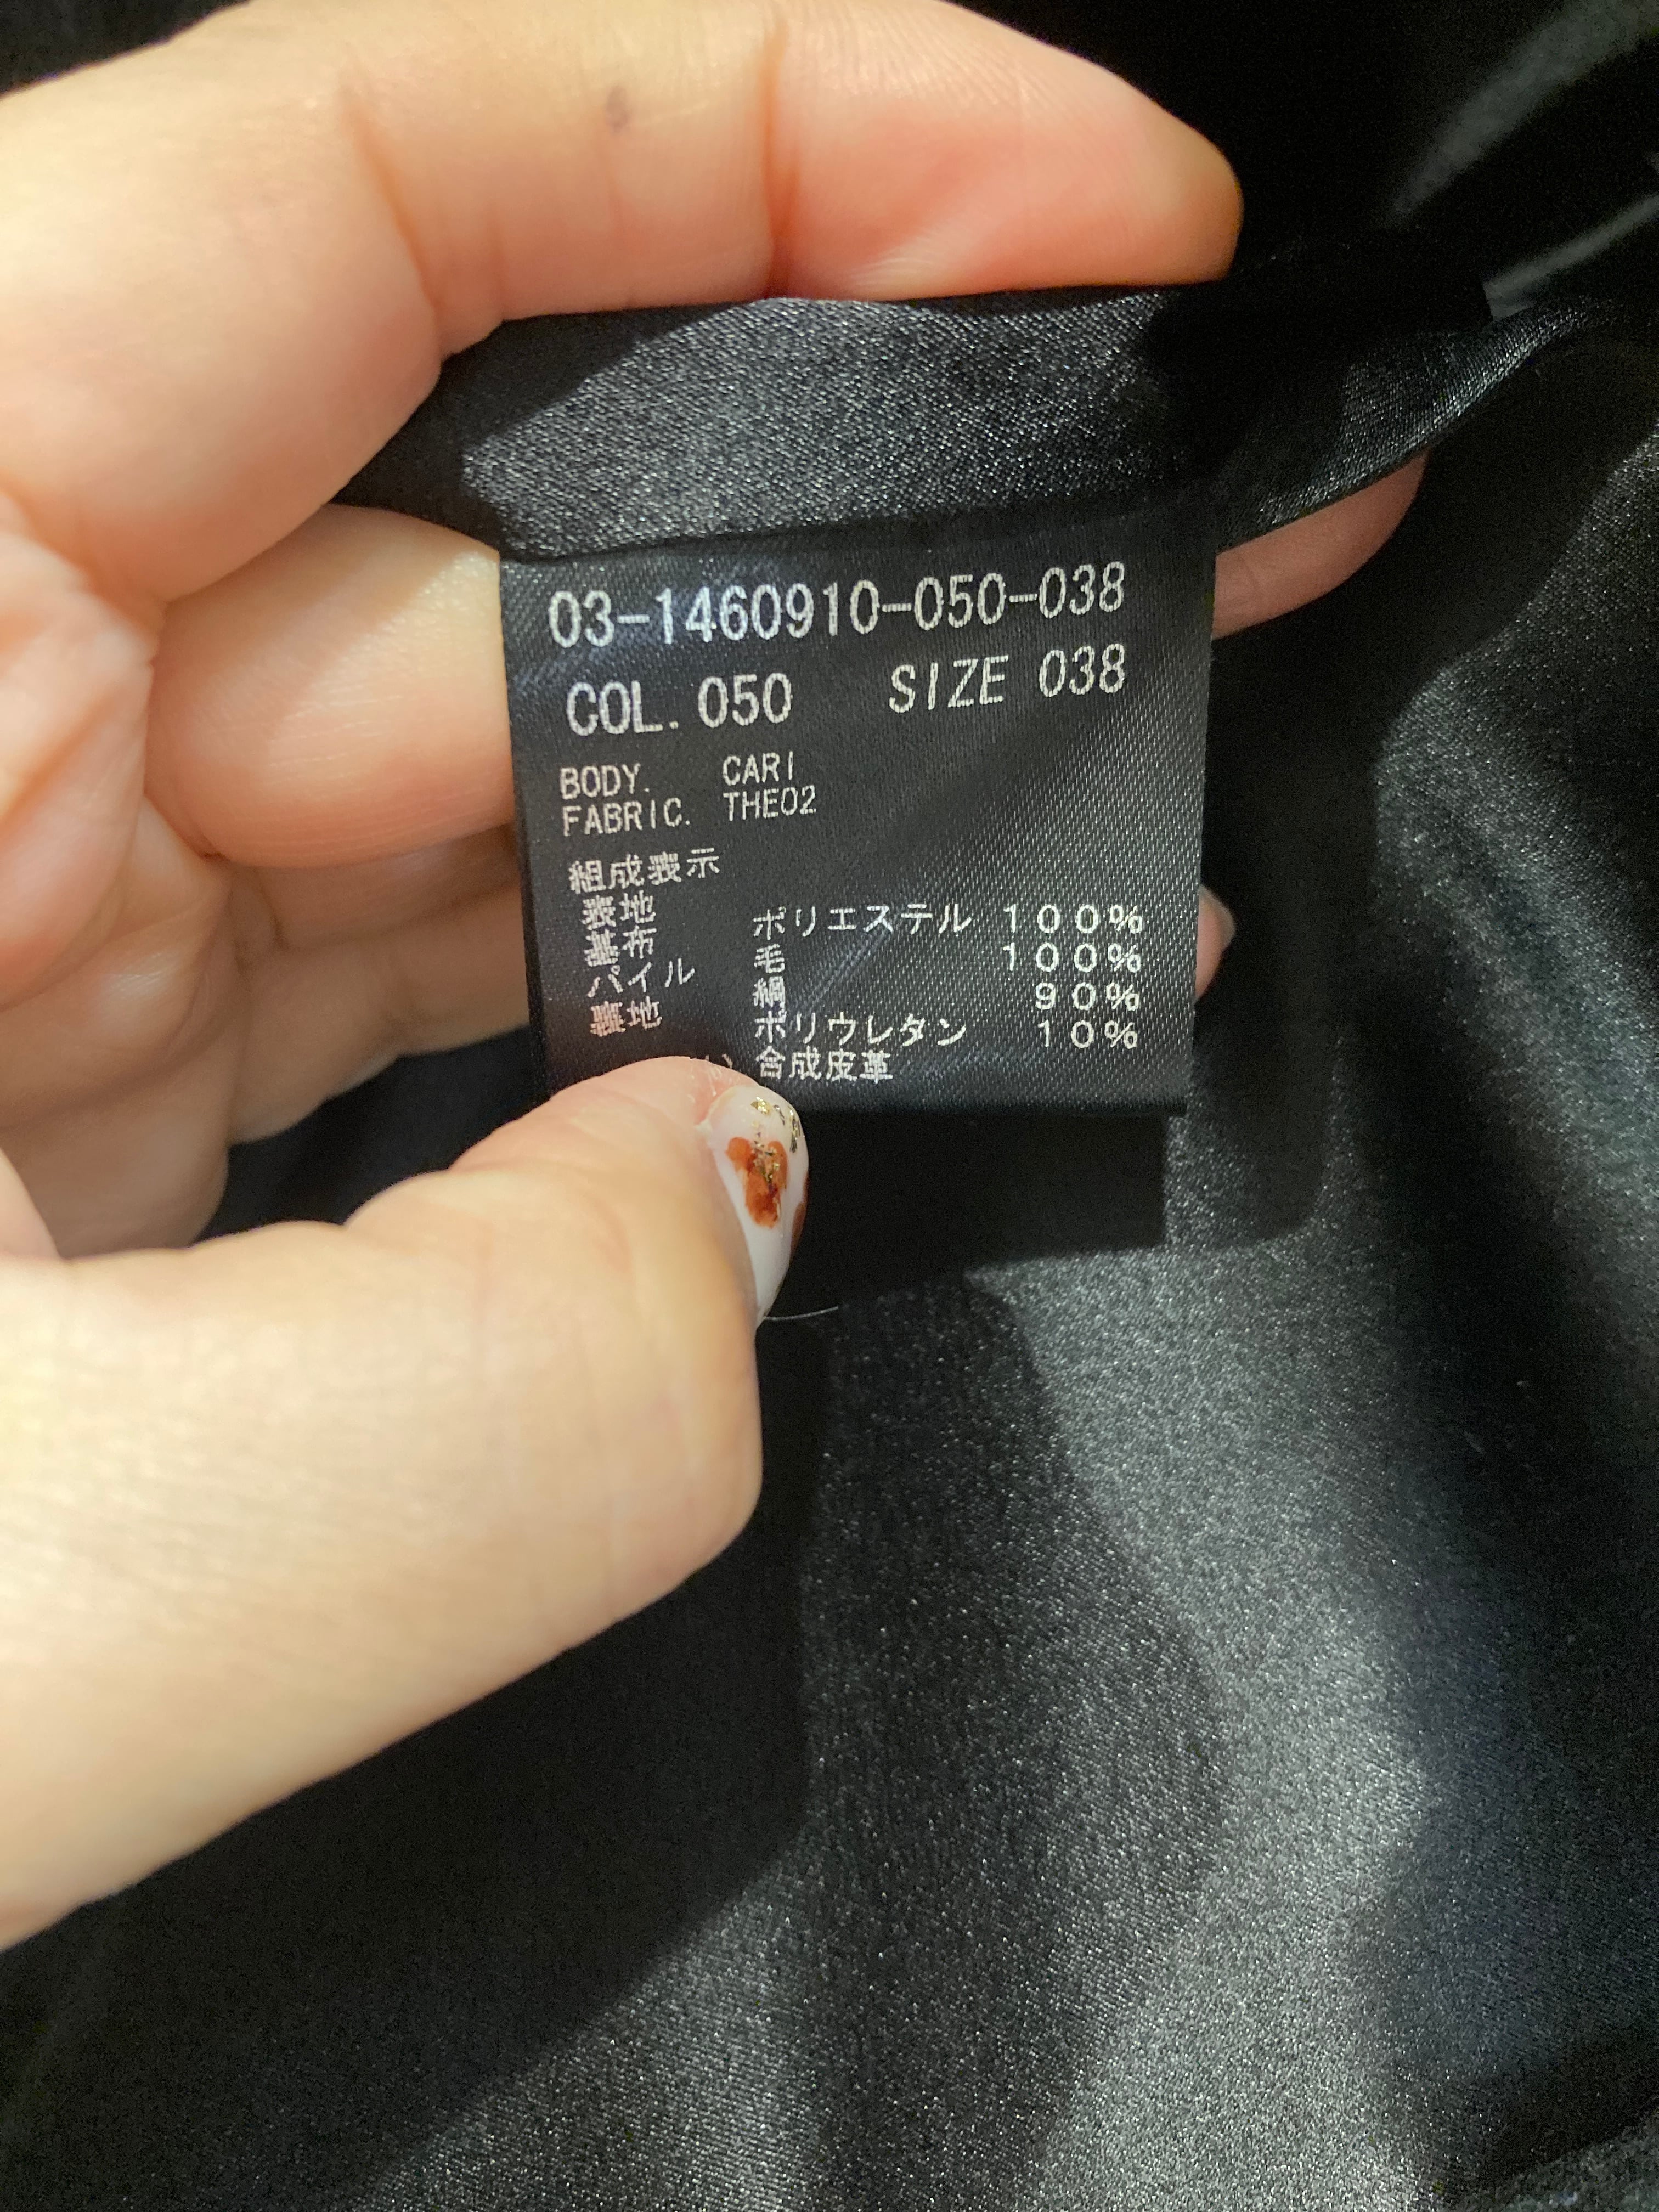 03-1460910-050-038
COL. 050 SIZE 038
BODY. CARI
FABRIC. THE02
組成表示
表地
基布 ポリエステル 100%
パイル 毛 100%
裏地 絹 90%
ポリウレタン 10%
合成皮革